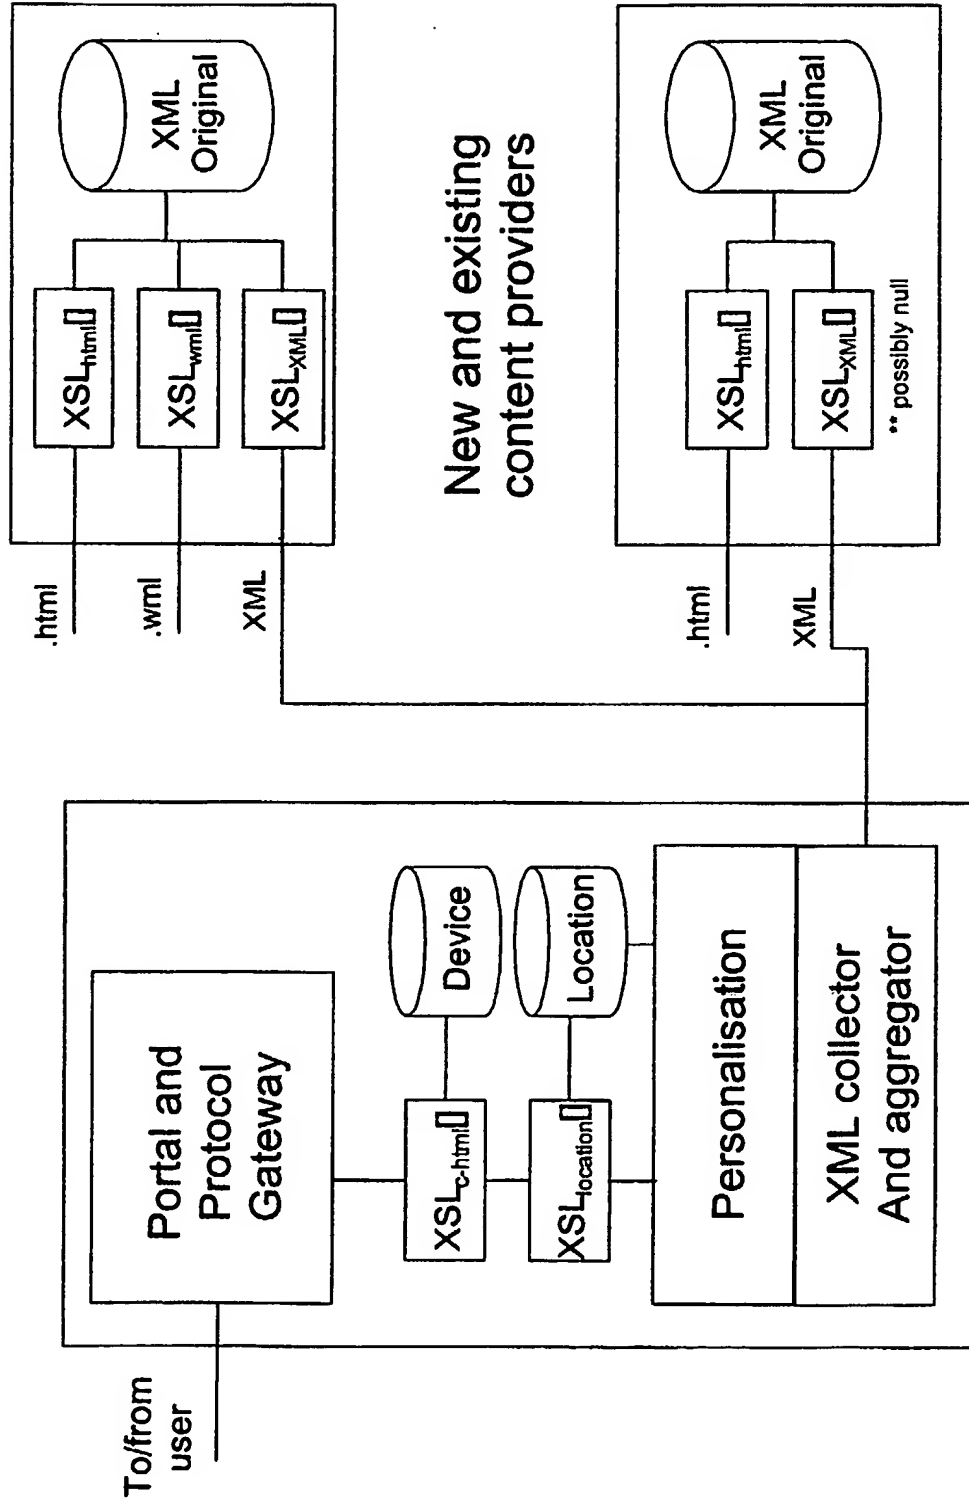 To/from
user
Portal and
Protocol
Gateway
XSLc-html[]
Device
XSLlocation[]
Location
Personalisation
XML collector
And aggregator
.html
.wml
XML
XSLhtml[]
XSLwml[]
XSLXML[]
XML
Original
New and existing
content providers
.html
XML
XSLhtml[]
XSLXML[]
** possibly null
XML
Original